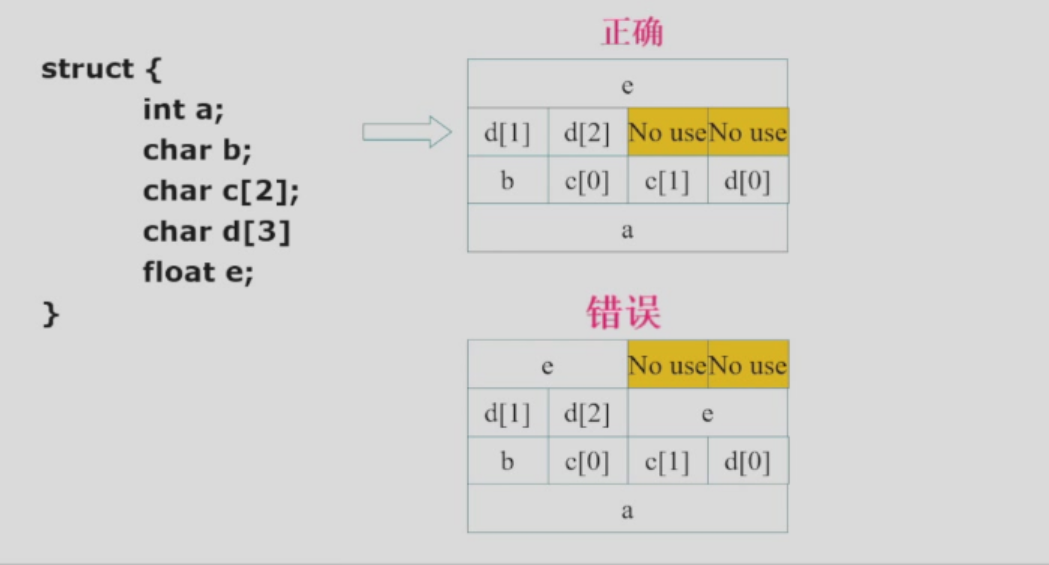 struct {
int a;
char b;
char c[2];
char d[3]
float e;
}
正确
e
d[1] d[2] No use No use
b c[0] c[1] d[0]
a
错误
e No use No use
d[1] d[2] e
b c[0] c[1] d[0]
a